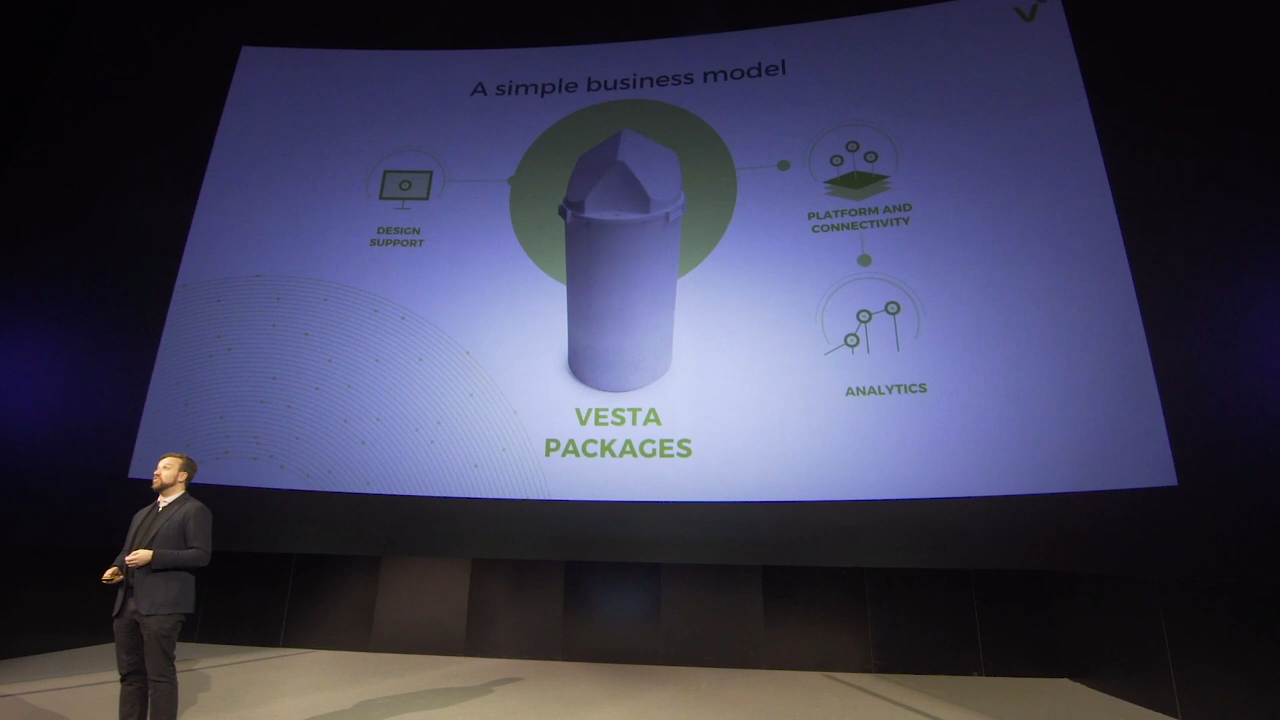 A simple business model
DESIGN
SUPPORT
PLATFORM AND
CONNECTIVITY
ANALYTICS
VESTA
PACKAGES